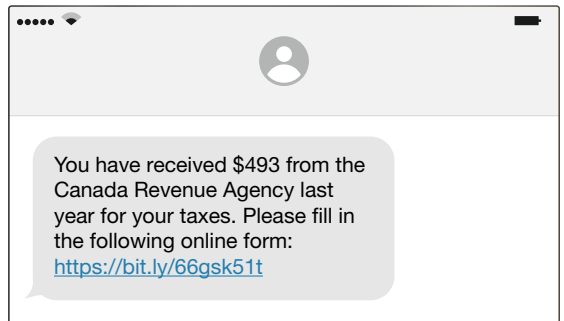 You have received $493 from the
Canada Revenue Agency last
year for your taxes. Please fill in
the following online form:
https://bit.ly/66gsk51t